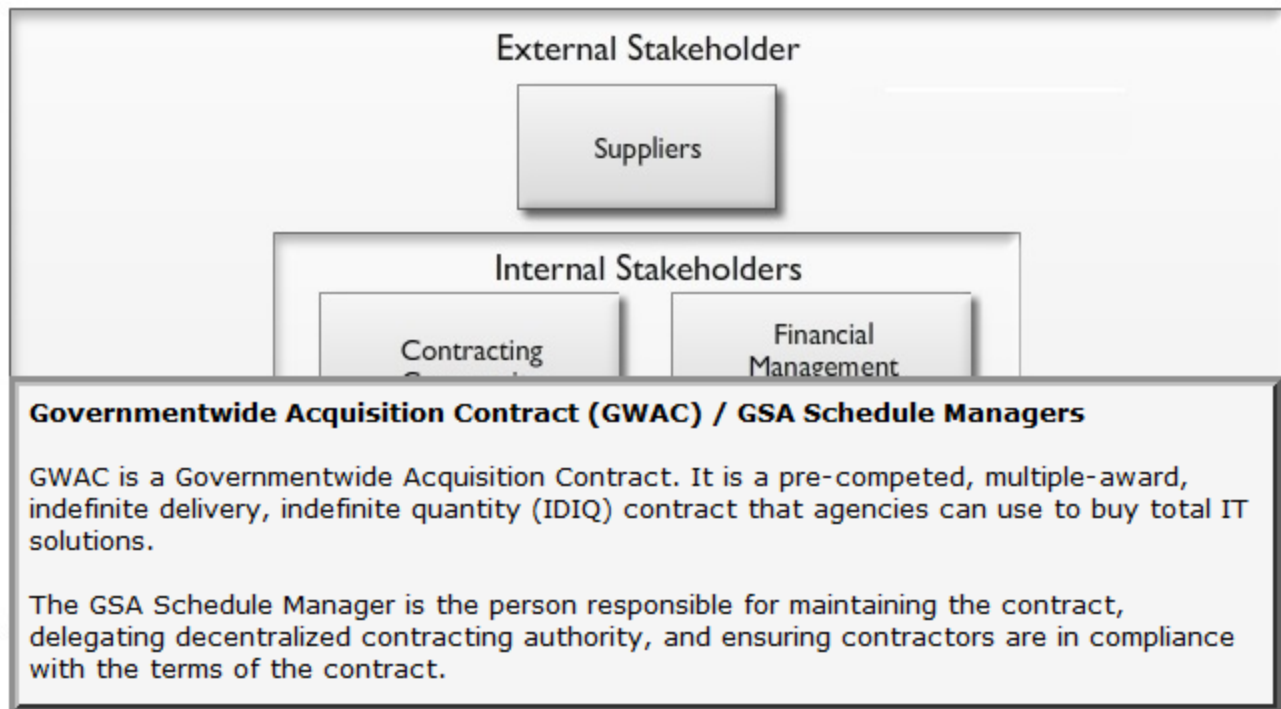 External Stakeholder
Suppliers
Internal Stakeholders
Contracting
Financial
Management
Governmentwide Acquisition Contract (GWAC) / GSA Schedule Managers
GWAC is a Governmentwide Acquisition Contract. It is a pre-competed, multiple-award,
indefinite delivery, indefinite quantity (IDIQ) contract that agencies can use to buy total IT
solutions.
The GSA Schedule Manager is the person responsible for maintaining the contract,
delegating decentralized contracting authority, and ensuring contractors are in compliance
with the terms of the contract.